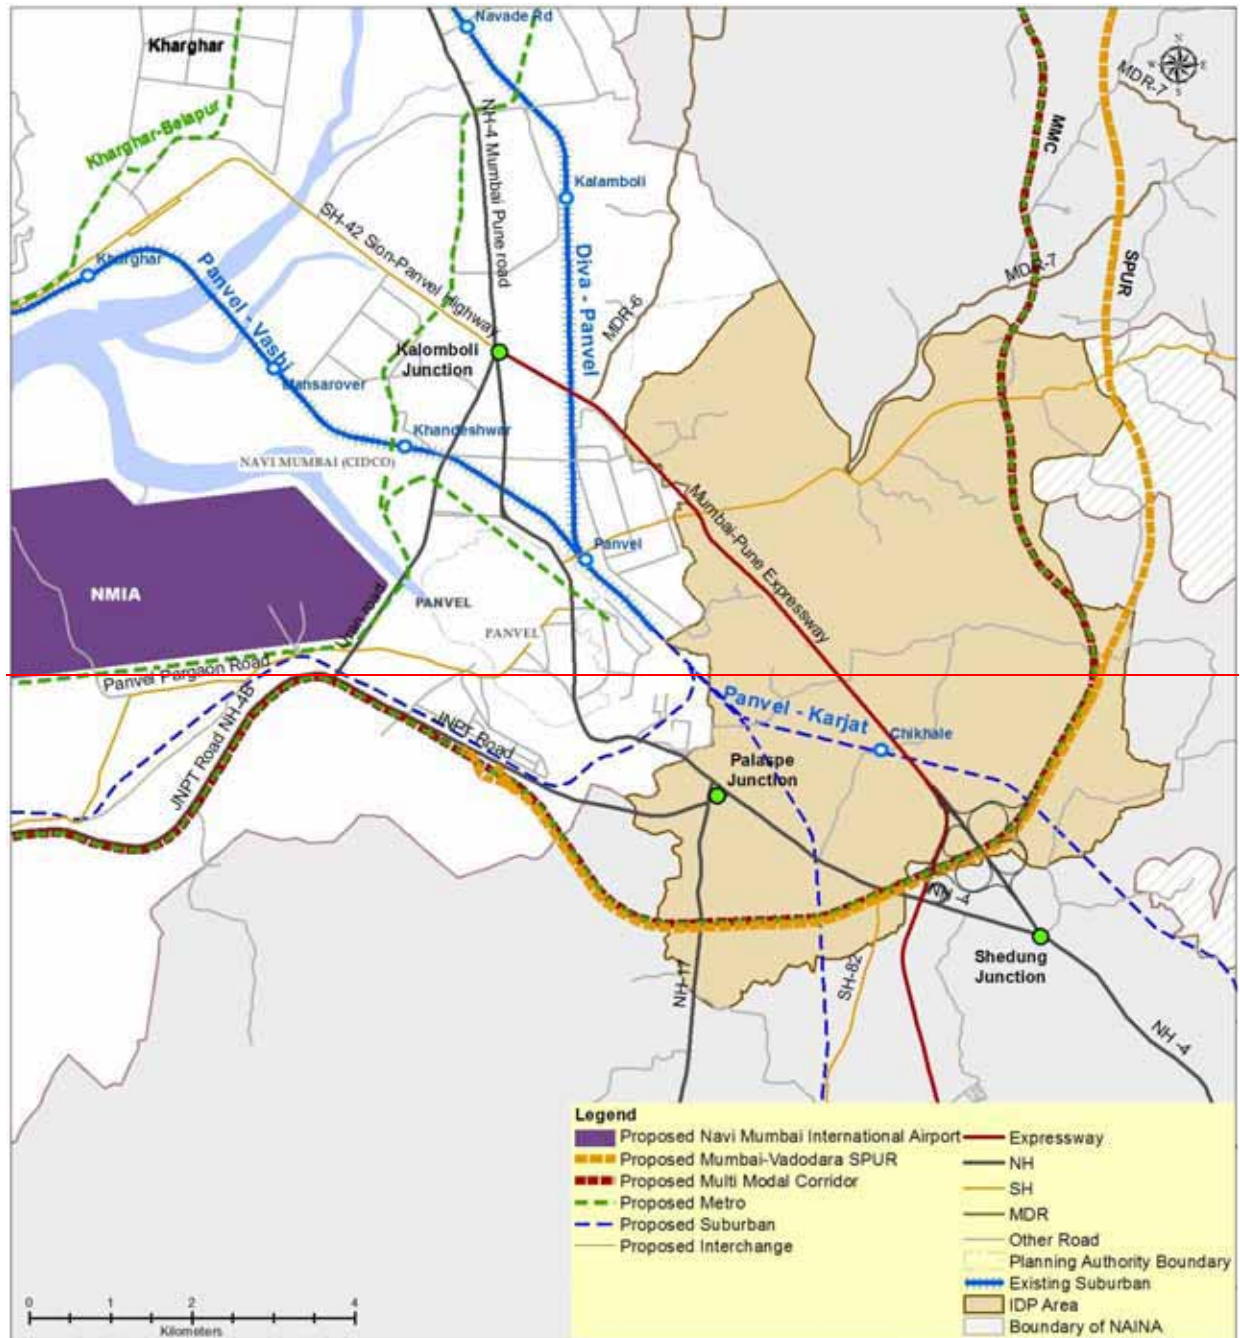 Navade Rd
Kharghar
N
W E
S
MDR-7
NH-4 Mumbai Pune road
MMC
Kharghar-Belapur
Kalamboli
SH-42 Sion-Panvel Highway
Kharghar
Panvel - Vashi
Diva - Panvel
MDR-7
SPUR
MDR-6
Kalomboli
Junction
Mansarover
Khandeshwar
NAVI MUMBAI (CIDCO)
Mumbai-Pune Expressway
Panvel
NMIA
PANVEL
PANVEL
road
Panvel Pargaon Road
JNPT Road NH-4B
JNPT Road
Panvel - Karjat
Chikhale
Palaspe
Junction
NH-4
Shedung
Junction
NH-17
SH-82
NH -4
Legend
Proposed Navi Mumbai International Airport
Proposed Mumbai-Vadodara SPUR
Proposed Multi Modal Corridor
Proposed Metro
Proposed Suburban
Proposed Interchange
Expressway
NH
SH
MDR
Other Road
Planning Authority Boundary
Existing Suburban
IDP Area
Boundary of NAINA
0 1 2 4
Kilometers